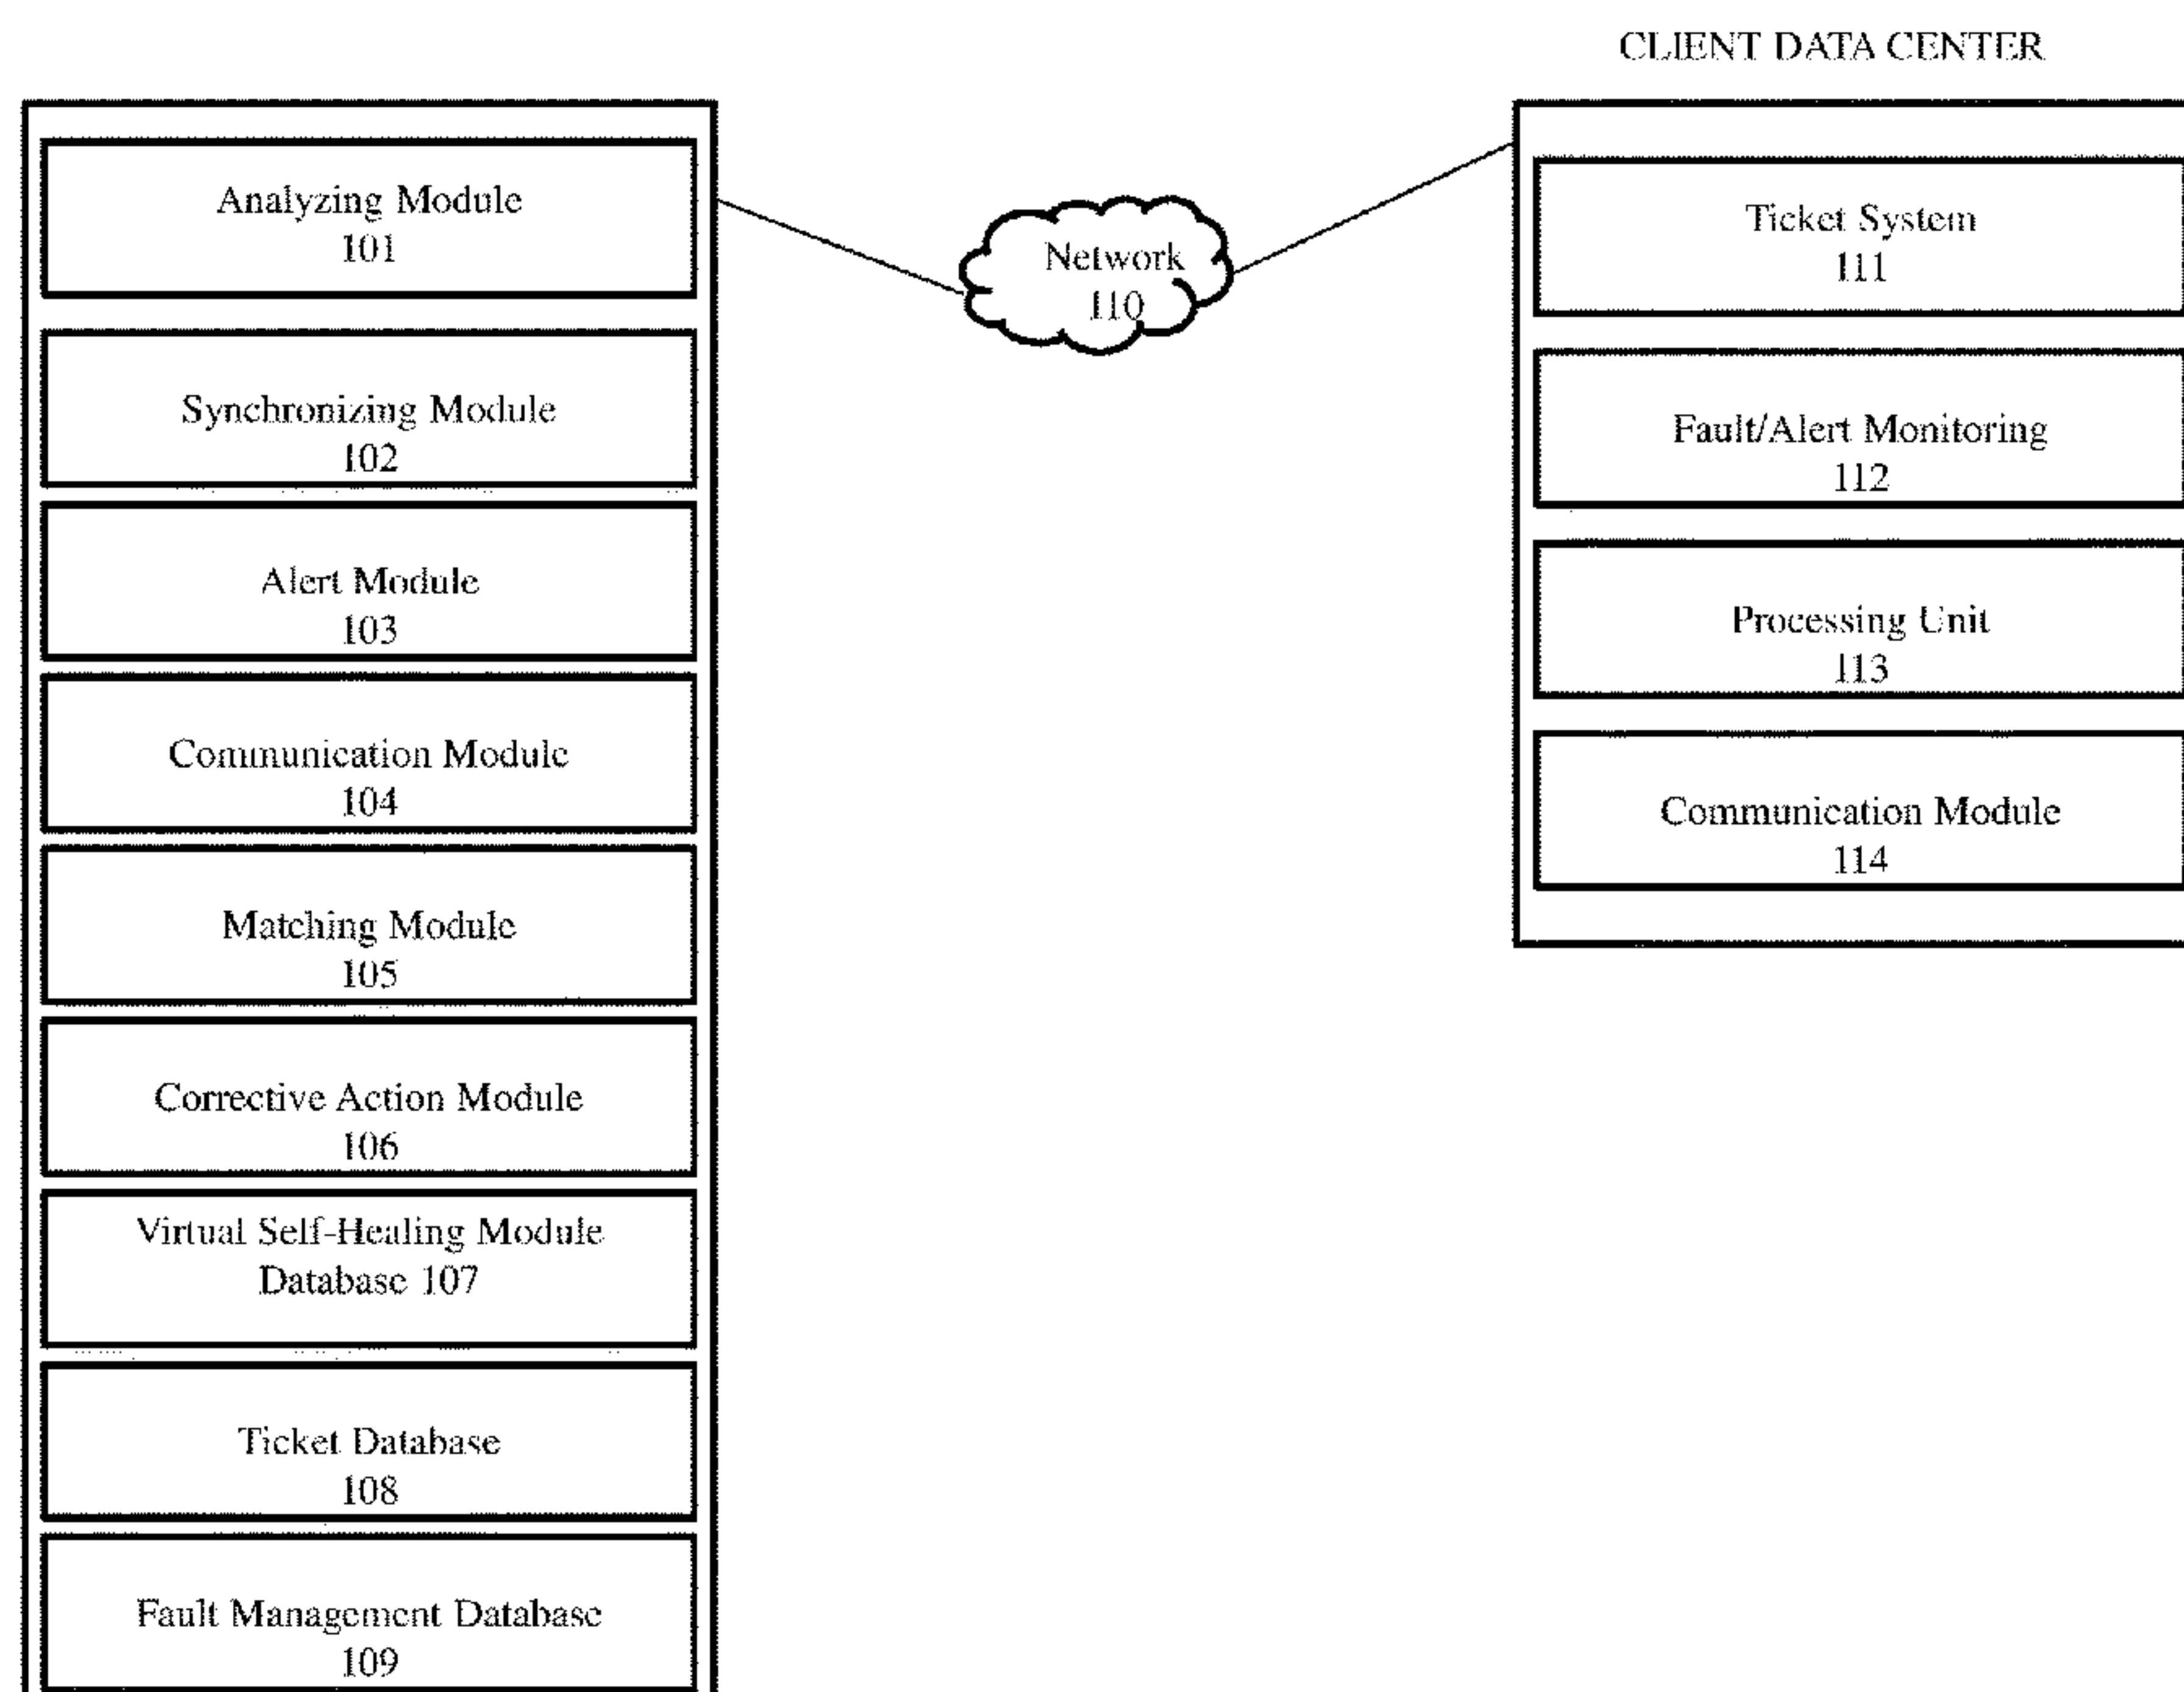 CLIENT DATA CENTER
Analyzing Module
101
Synchronizing Module
102
Alert Module
103
Communication Module
104
Matching Module
105
Corrective Action Module
106
Virtual Self-Healing Module
Database 107
Ticket Database
108
Fault Management Database
109
Network
110
Ticket System
111
Fault/Alert Monitoring
112
Processing Unit
113
Communication Module
114